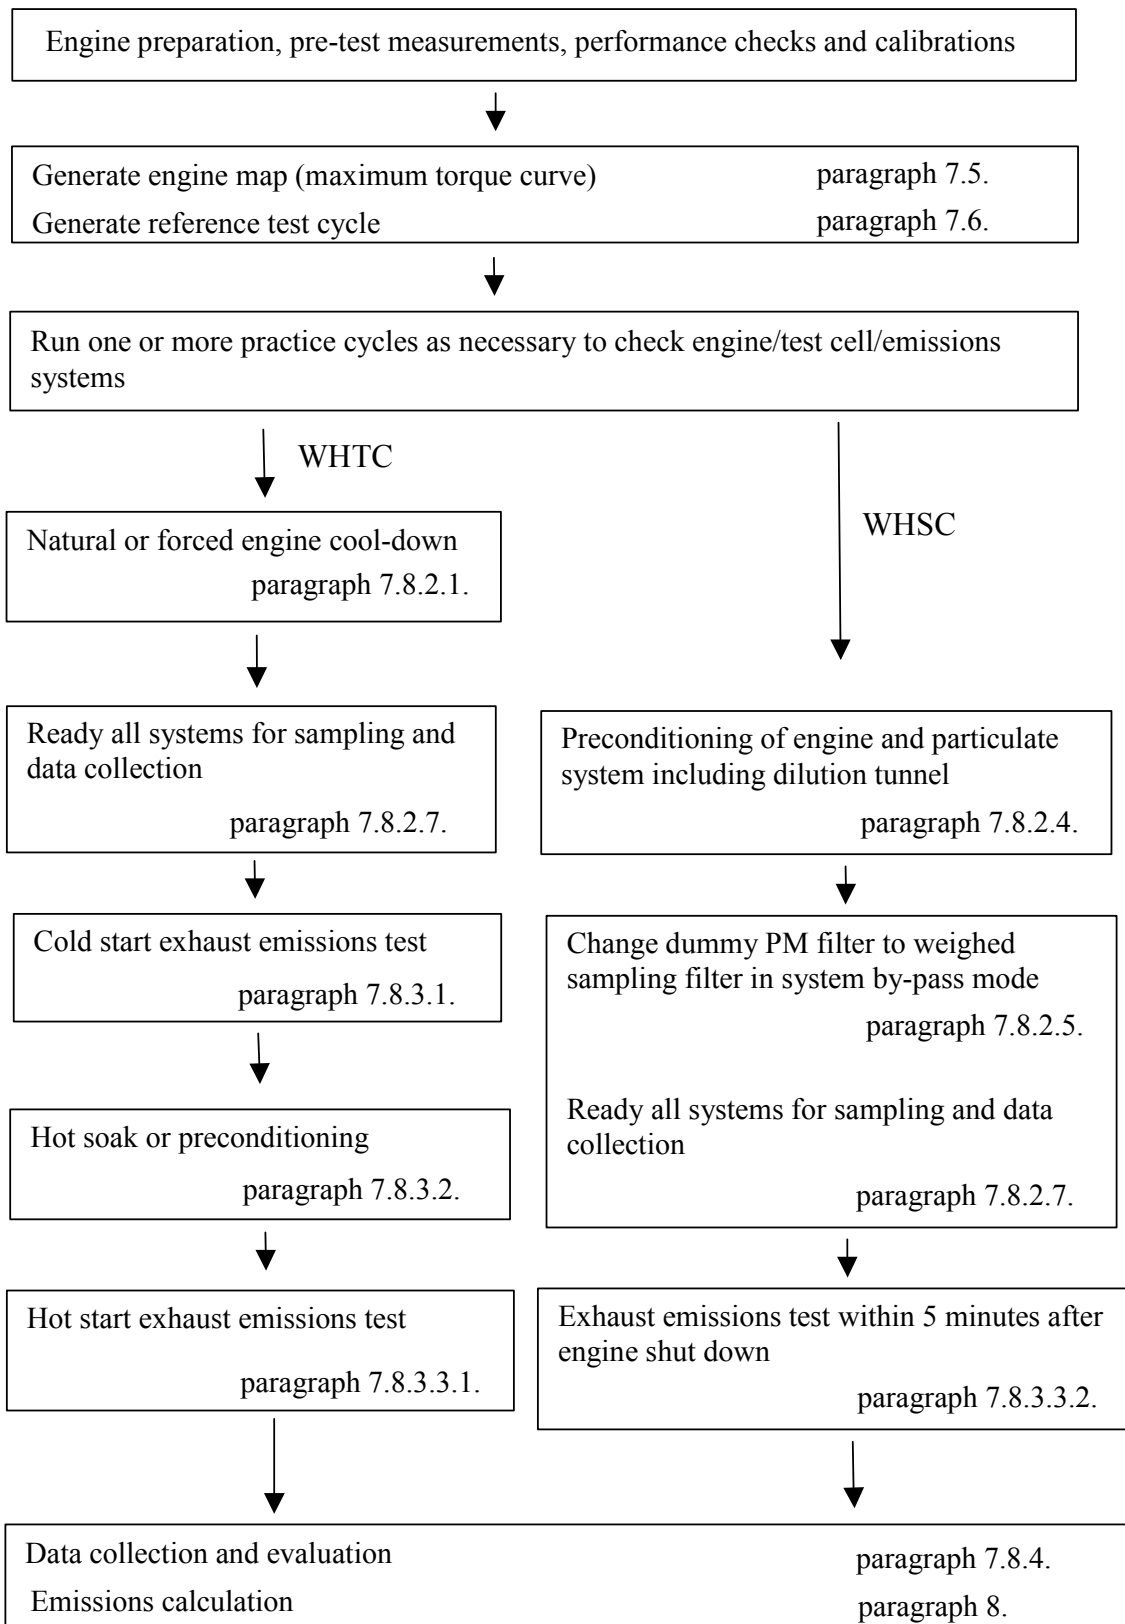 Engine preparation, pre-test measurements, performance checks and calibrations
Generate engine map (maximum torque curve) paragraph 7.5.
Generate reference test cycle paragraph 7.6.
Run one or more practice cycles as necessary to check engine/test cell/emissions
systems
WHTC
Natural or forced engine cool-down
paragraph 7.8.2.1.
Ready all systems for sampling and
data collection
paragraph 7.8.2.7.
Cold start exhaust emissions test
paragraph 7.8.3.1.
Hot soak or preconditioning
paragraph 7.8.3.2.
Hot start exhaust emissions test
paragraph 7.8.3.3.1.
WHSC
Preconditioning of engine and particulate
system including dilution tunnel
paragraph 7.8.2.4.
Change dummy PM filter to weighed
sampling filter in system by-pass mode
paragraph 7.8.2.5.
Ready all systems for sampling and data
collection
paragraph 7.8.2.7.
Exhaust emissions test within 5 minutes after
engine shut down
paragraph 7.8.3.3.2.
Data collection and evaluation paragraph 7.8.4.
Emissions calculation paragraph 8.